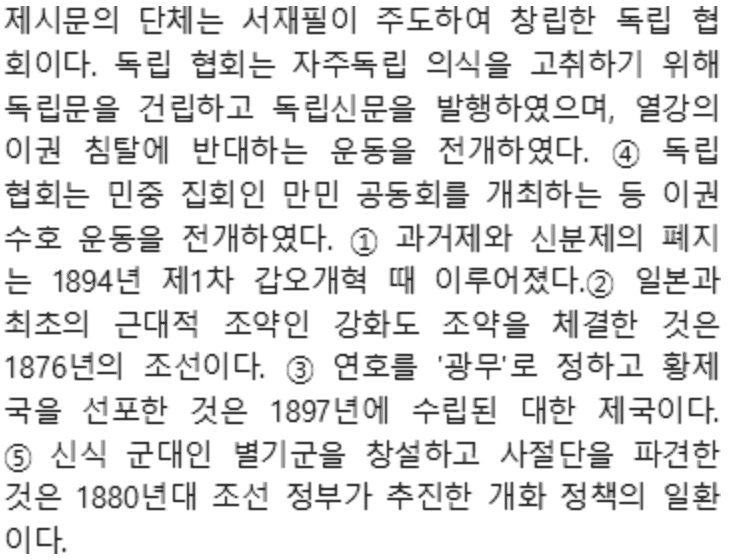 제시문의 단체는 서재필이 주도하여 창립한 독립 협
회이다. 독립 협회는 자주독립 의식을 고취하기 위해
독립문을 건립하고 독립신문을 발행하였으며, 열강의
이권 침탈에 반대하는 운동을 전개하였다. ④ 독립
협회는 민중 집회인 만민 공동회를 개최하는 등 이권
수호 운동을 전개하였다. ① 과거제와 신분제의 폐지
는 1894년 제1차 갑오개혁 때 이루어졌다.② 일본과
최초의 근대적 조약인 강화도 조약을 체결한 것은
1876년의 조선이다. ③ 연호를 '광무'로 정하고 황제
국을 선포한 것은 1897년에 수립된 대한 제국이다.
⑤ 신식 군대인 별기군을 창설하고 사절단을 파견한
것은 1880년대 조선 정부가 추진한 개화 정책의 일환
이다.